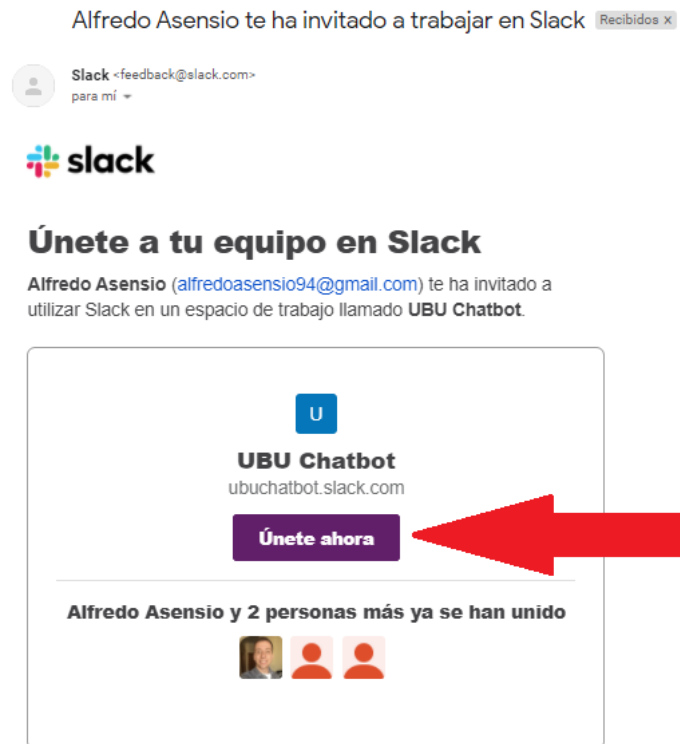 Alfredo Asensio te ha invitado a trabajar en Slack Recibidos x
Slack <feedback@slack.com>
para mí
slack
Únete a tu equipo en Slack
Alfredo Asensio (alfredoasensio94@gmail.com) te ha invitado a
utilizar Slack en un espacio de trabajo llamado UBU Chatbot.
U
UBU Chatbot
ubuchatbot.slack.com
Únete ahora
Alfredo Asensio y 2 personas más ya se han unido